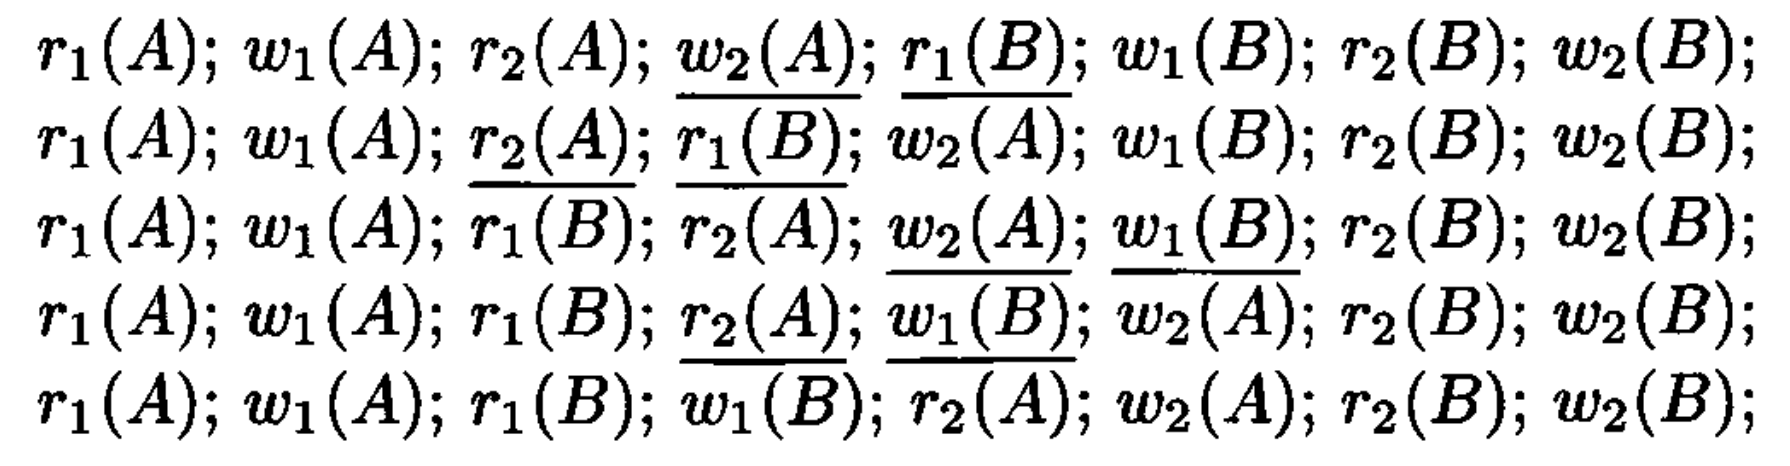 r₁(A); w₁(A); r₂(A); w₂(A); r₁(B); w₁(B); r₂(B); w₂(B);
r₁(A); w₁(A); r₂(A); r₁(B); w₂(A); w₁(B); r₂(B); w₂(B);
r₁(A); w₁(A); r₁(B); r₂(A); w₂(A); w₁(B); r₂(B); w₂(B);
r₁(A); w₁(A); r₁(B); r₂(A); w₁(B); w₂(A); r₂(B); w₂(B);
r₁(A); w₁(A); r₁(B); w₁(B); r₂(A); w₂(A); r₂(B); w₂(B);